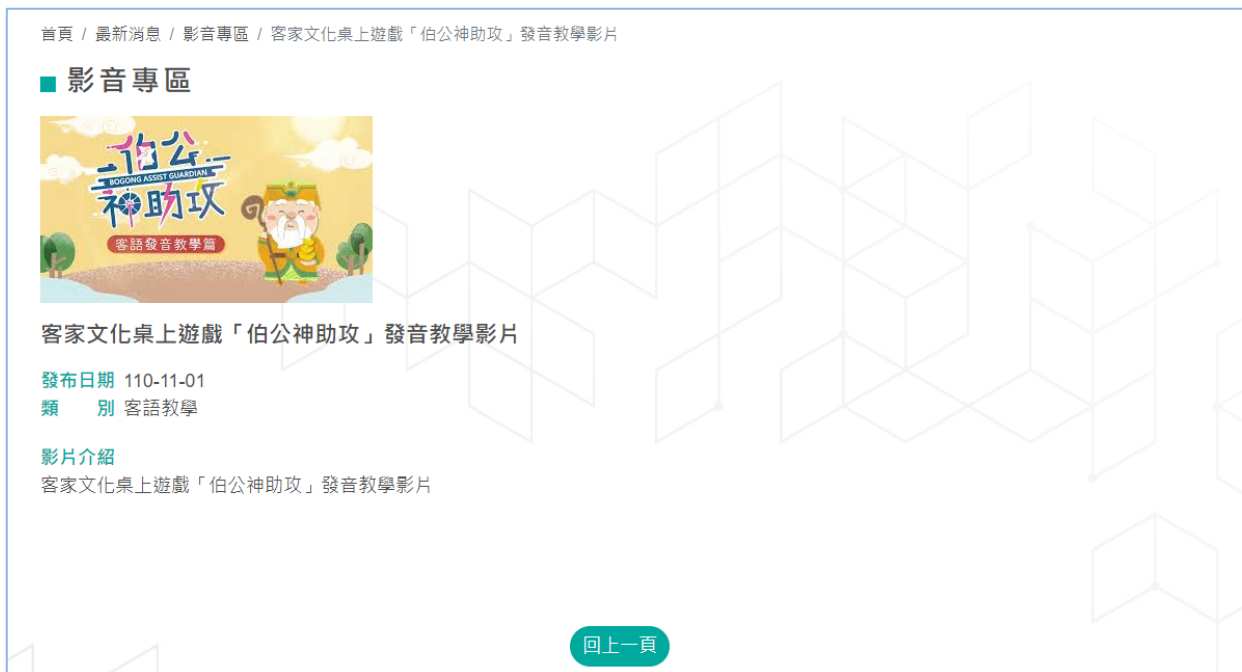 首頁 / 最新消息 / 影音專區 / 客家文化桌上遊戲「伯公神助攻」發音教學影片
影音專區
伯公
BOGONG ASSIST GUARDIAN
神助攻
客語發音教學篇
客家文化桌上遊戲「伯公神助攻」發音教學影片
發布日期 110-11-01
類 別 客語教學
影片介紹
客家文化桌上遊戲「伯公神助攻」發音教學影片
回上一頁